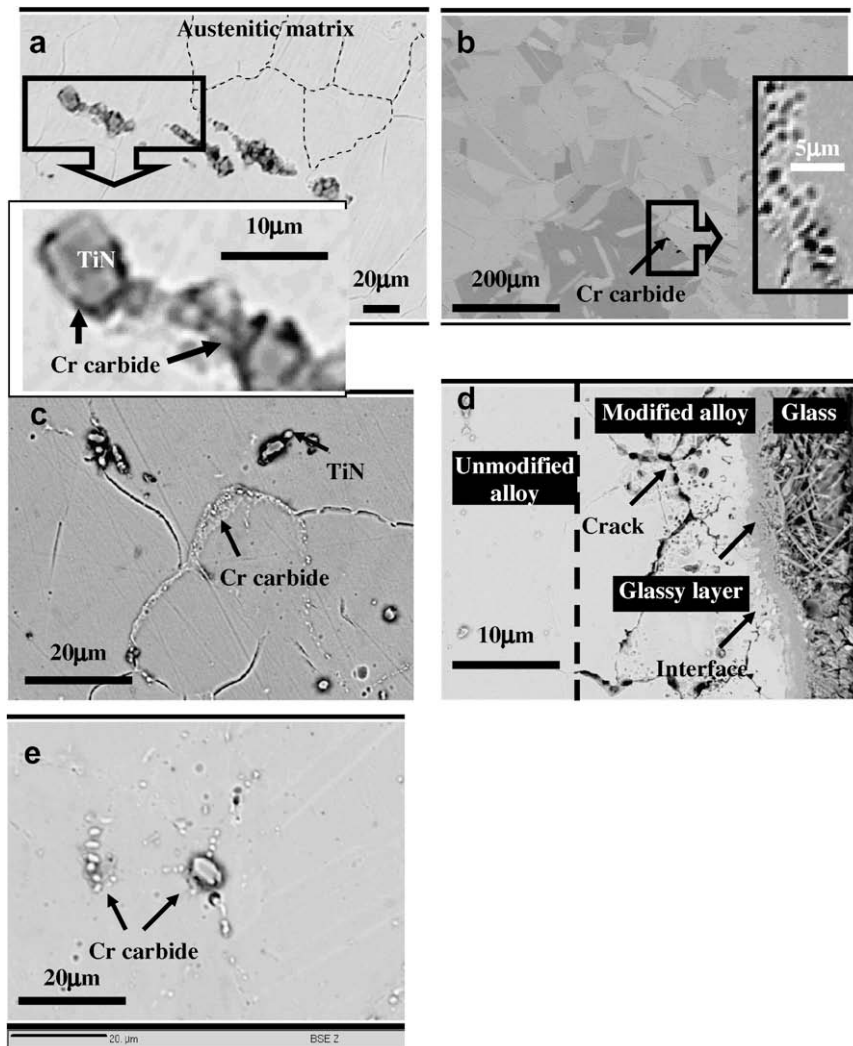 a
Austenitic matrix
TiN
10μm
20μm
Cr carbide
b
5μm
200μm
Cr carbide
c
TiN
Cr carbide
20μm
d
Modified alloy
Glass
Unmodified
alloy
Crack
Glassy layer
10μm
Interface
e
Cr carbide
20μm
20. μm
BSE Z